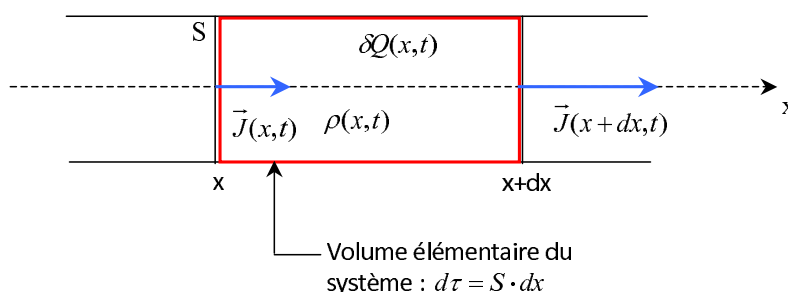 S
δQ(x,t)
x
J⃗(x,t)
ρ(x,t)
J⃗(x+dx,t)
x
x+dx
Volume élémentaire du
système : dτ = S·dx